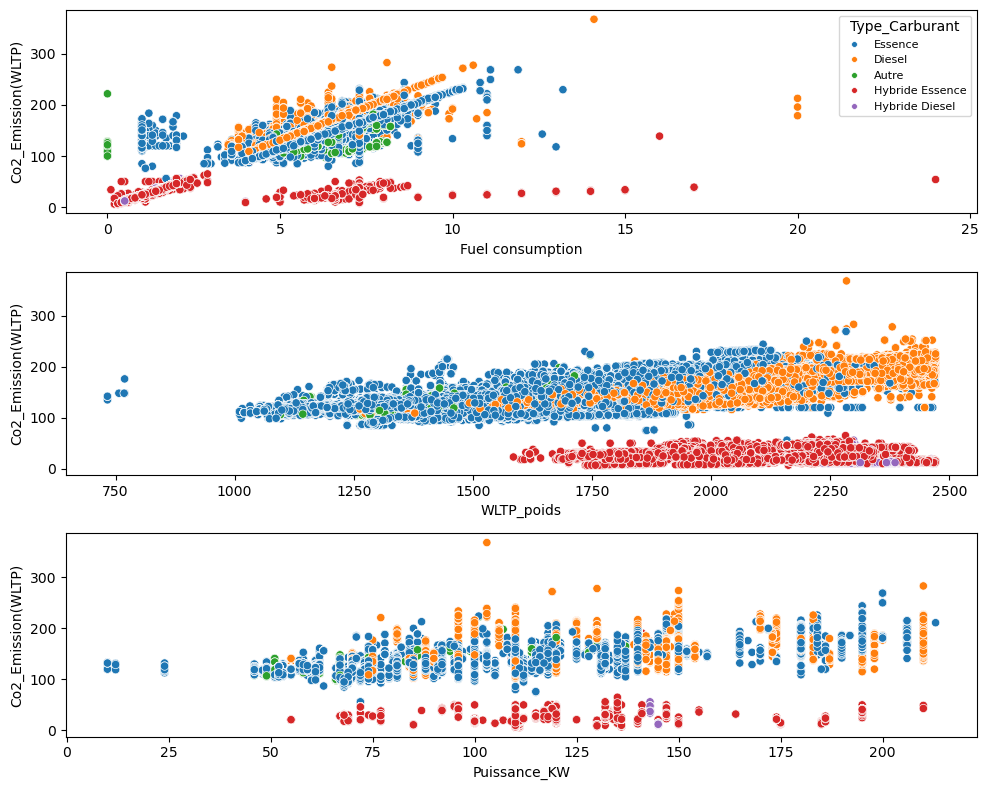 Co2_Emission(WLTP)
300
200
100
0
Type_Carburant
Essence
Diesel
Autre
Hybride Essence
Hybride Diesel
0 5 10 15 20 25
Fuel consumption
Co2_Emission(WLTP)
300
200
100
0
750 1000 1250 1500 1750 2000 2250 2500
WLTP_poids
Co2_Emission(WLTP)
300
200
100
0
0 25 50 75 100 125 150 175 200
Puissance_KW